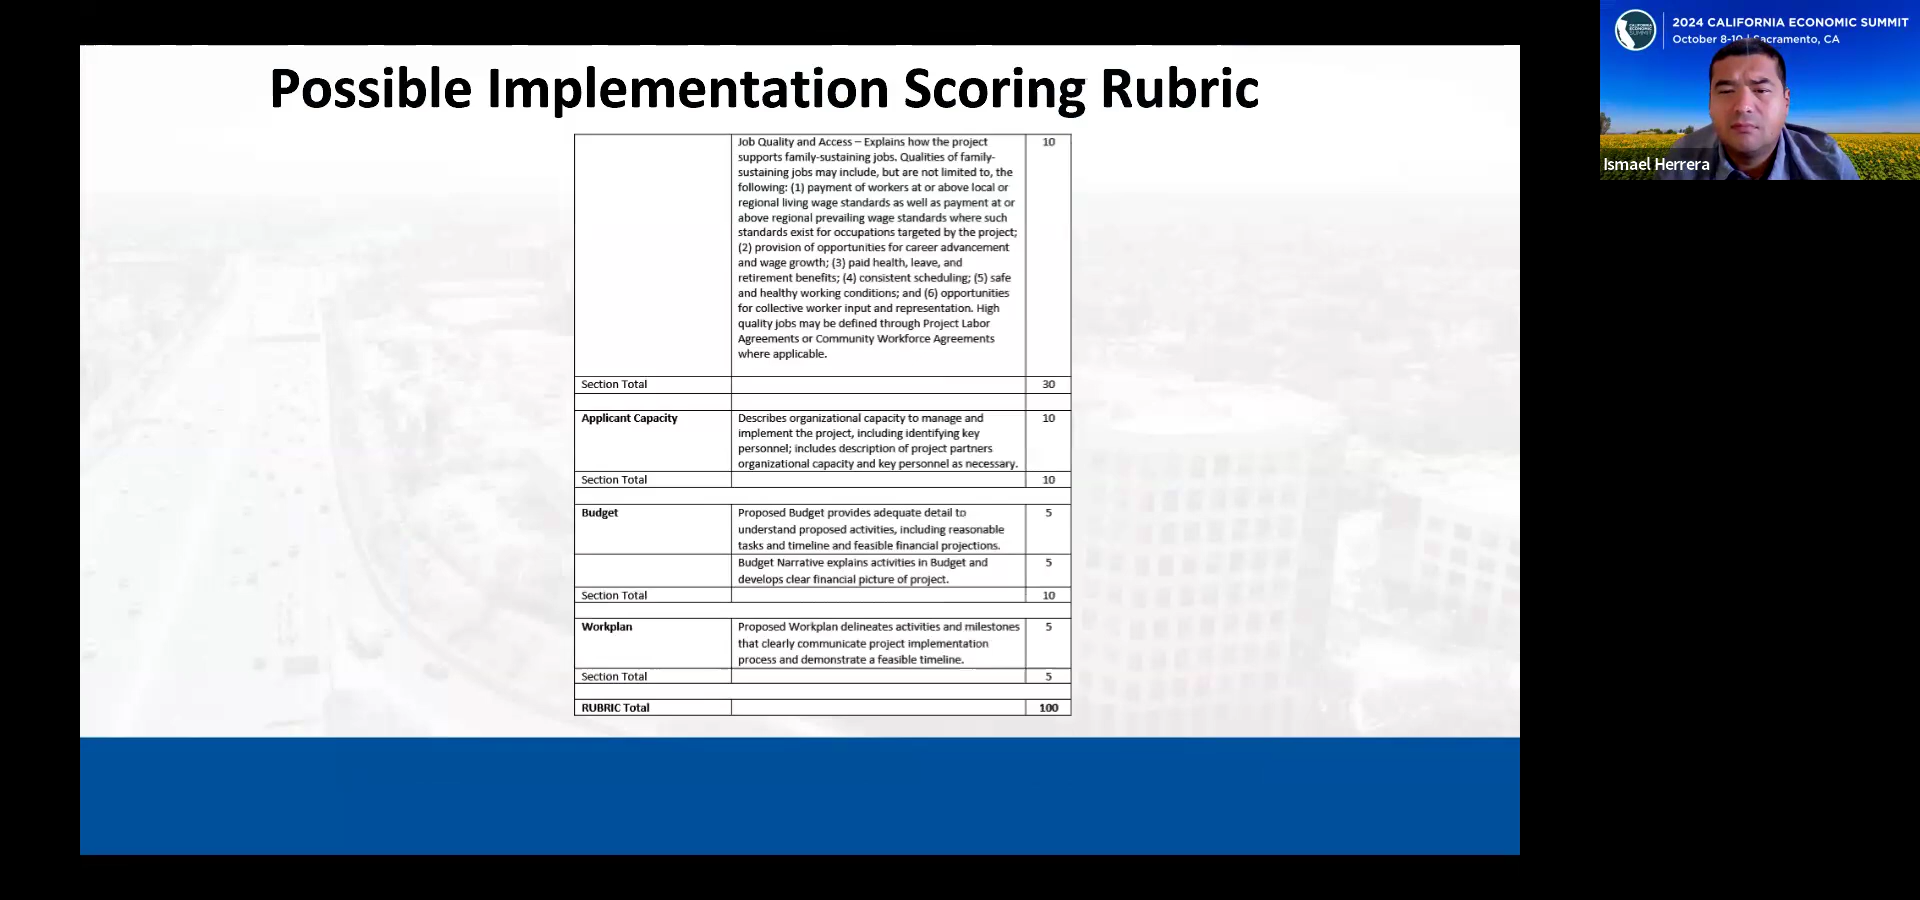 Possible Implementation Scoring Rubric
Job Quality and Access – Explains how the project
supports family-sustaining jobs. Qualities of family-
sustaining jobs may include, but are not limited to, the
following: (1) payment of workers at or above local or
regional living wage standards as well as payment at or
above regional prevailing wage standards where such
standards exist for occupations targeted by the project;
(2) provision of opportunities for career advancement
and wage growth; (3) paid health, leave, and
retirement benefits; (4) consistent scheduling; (5) safe
and healthy working conditions; and (6) opportunities
for collective worker input and representation. High
quality jobs may be defined through Project Labor
Agreements or Community Workforce Agreements
where applicable.
10
Section Total 30
Applicant Capacity
Describes organizational capacity to manage and
implement the project, including identifying key
personnel; includes description of project partners
organizational capacity and key personnel as necessary.
10
Section Total 10
Budget
Proposed Budget provides adequate detail to
understand proposed activities, including reasonable
tasks and timeline and feasible financial projections.
5
Budget Narrative explains activities in Budget and
develops clear financial picture of project.
5
Section Total 10
Workplan
Proposed Workplan delineates activities and milestones
that clearly communicate project implementation
process and demonstrate a feasible timeline.
5
Section Total 5
RUBRIC Total 100
CALIFORNIA
ECONOMIC
SUMMIT
2024 CALIFORNIA ECONOMIC SUMMIT
October 8-10 | Sacramento, CA
Ismael Herrera